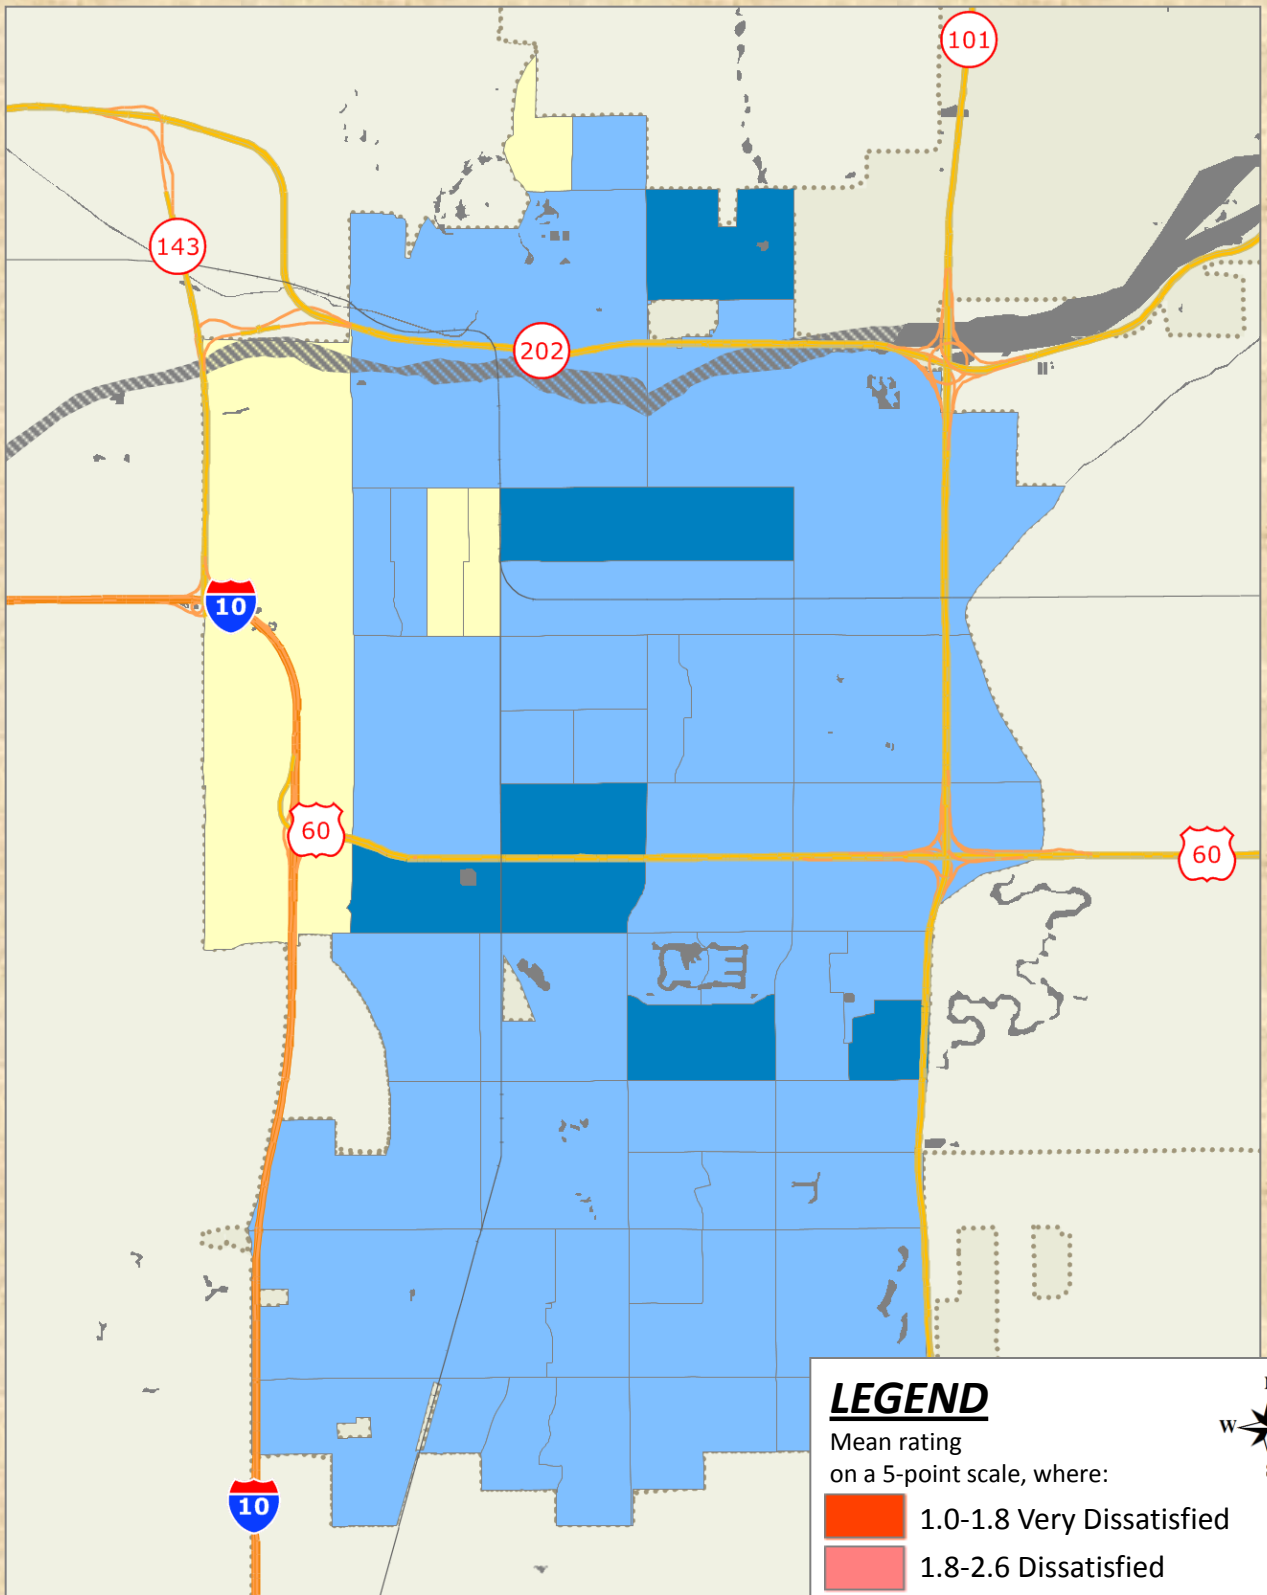 101
143
202
10
60
60
10
LEGEND
Mean rating
W
on a 5-point scale, where:
1.0-1.8 Very Dissatisfied
1.8-2.6 Dissatisfied